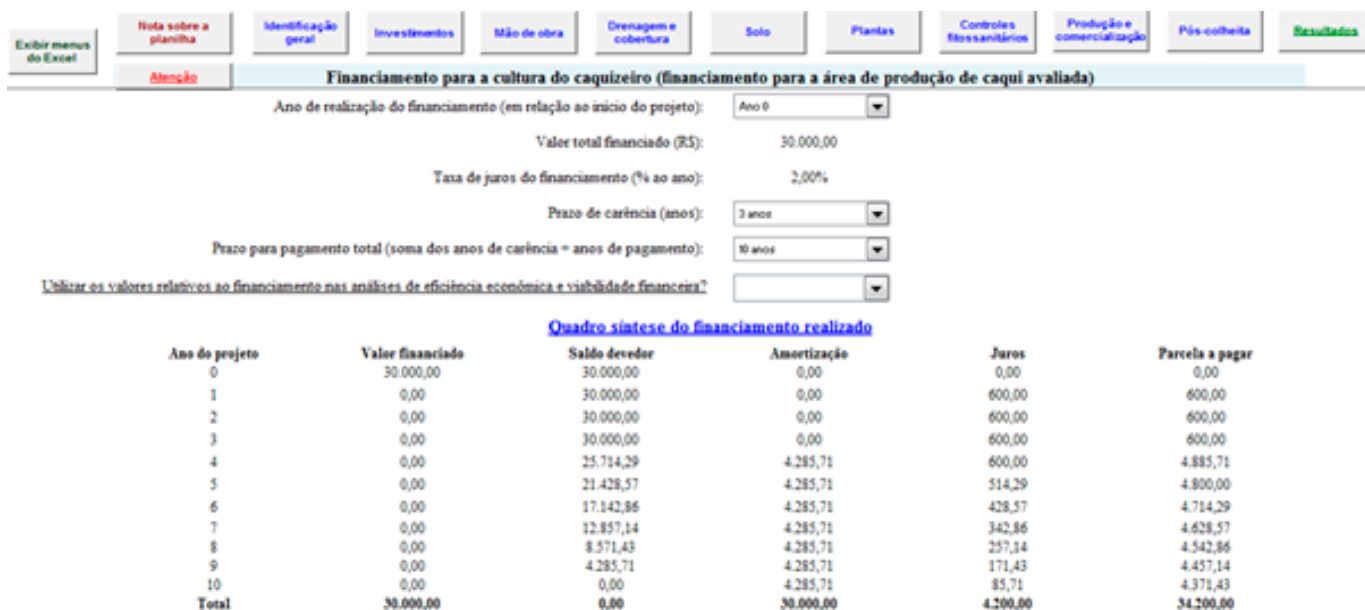 Exibir menus do Excel
Nota sobre a planilha
Identificação geral
Investimentos
Mão de obra
Drenagem e cobertura
Solo
Plantas
Controles fitossanitários
Produção e comercialização
Pós-colheita
Resultados
Atenção
Financiamento para a cultura do caquizeiro (financiamento para a área de produção de caqui avaliada)
Ano de realização do financiamento (em relação ao início do projeto): Ano 0
Valor total financiado (R$): 30.000,00
Taxa de juros do financiamento (% ao ano): 2,00%
Prazo de carência (anos): 3 anos
Prazo para pagamento total (soma dos anos de carência = anos de pagamento): 10 anos
Utilizar os valores relativos ao financiamento nas análises de eficiência econômica e viabilidade financeira?
Quadro síntese do financiamento realizado
Ano do projeto Valor financiado Saldo devedor Amortização Juros Parcela a pagar
0 30.000,00 30.000,00 0,00 0,00 0,00
1 0,00 30.000,00 0,00 600,00 600,00
2 0,00 30.000,00 0,00 600,00 600,00
3 0,00 30.000,00 0,00 600,00 600,00
4 0,00 25.714,29 4.285,71 600,00 4.885,71
5 0,00 21.428,57 4.285,71 514,29 4.800,00
6 0,00 17.142,86 4.285,71 428,57 4.714,29
7 0,00 12.857,14 4.285,71 342,86 4.628,57
8 0,00 8.571,43 4.285,71 257,14 4.542,86
9 0,00 4.285,71 4.285,71 171,43 4.457,14
10 0,00 0,00 4.285,71 85,71 4.371,43
Total 30.000,00 0,00 30.000,00 4.200,00 34.200,00